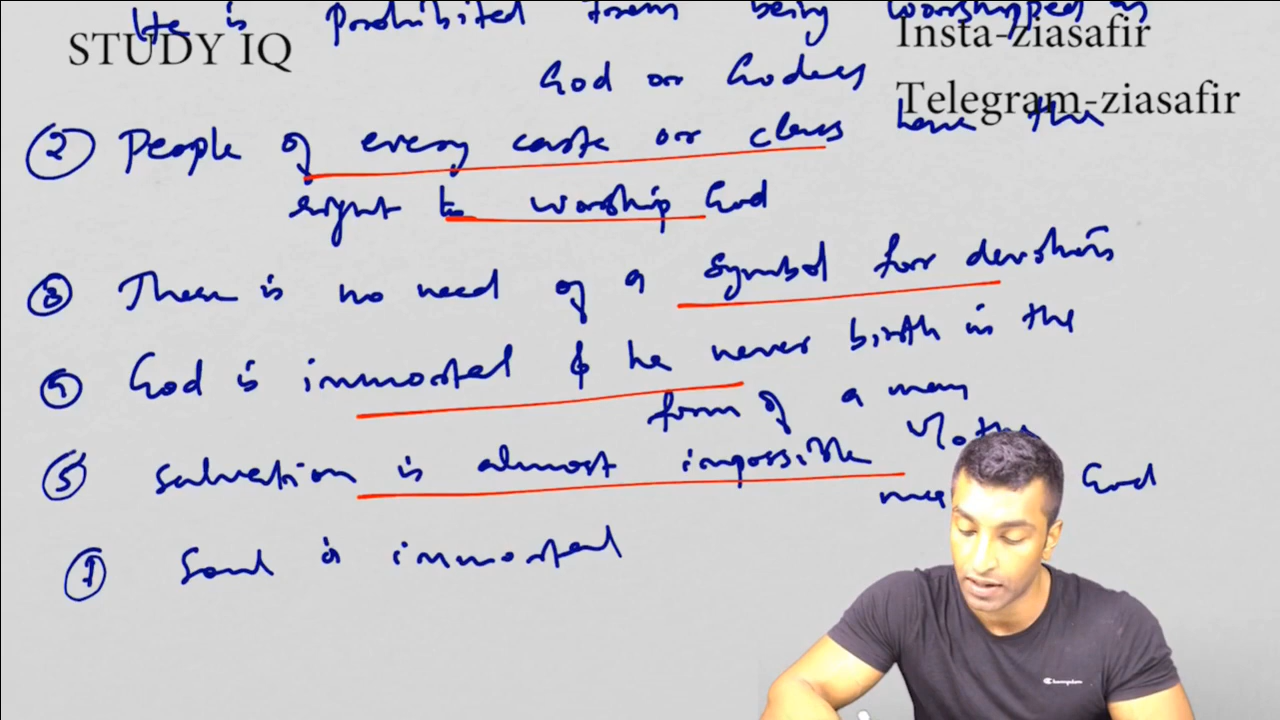 He is prohibited from being worshipped as
STUDY IQ
Insta-ziasafir
God or Godess
Telegram-ziasafir
② People of every caste or class have the
right to worship God
③ There is no need of a symbol for
④ God is immortal & he never birth in the
form of a man
⑤ Salvation is almost impossible w/o the
God
① Soul is immortal
Champion